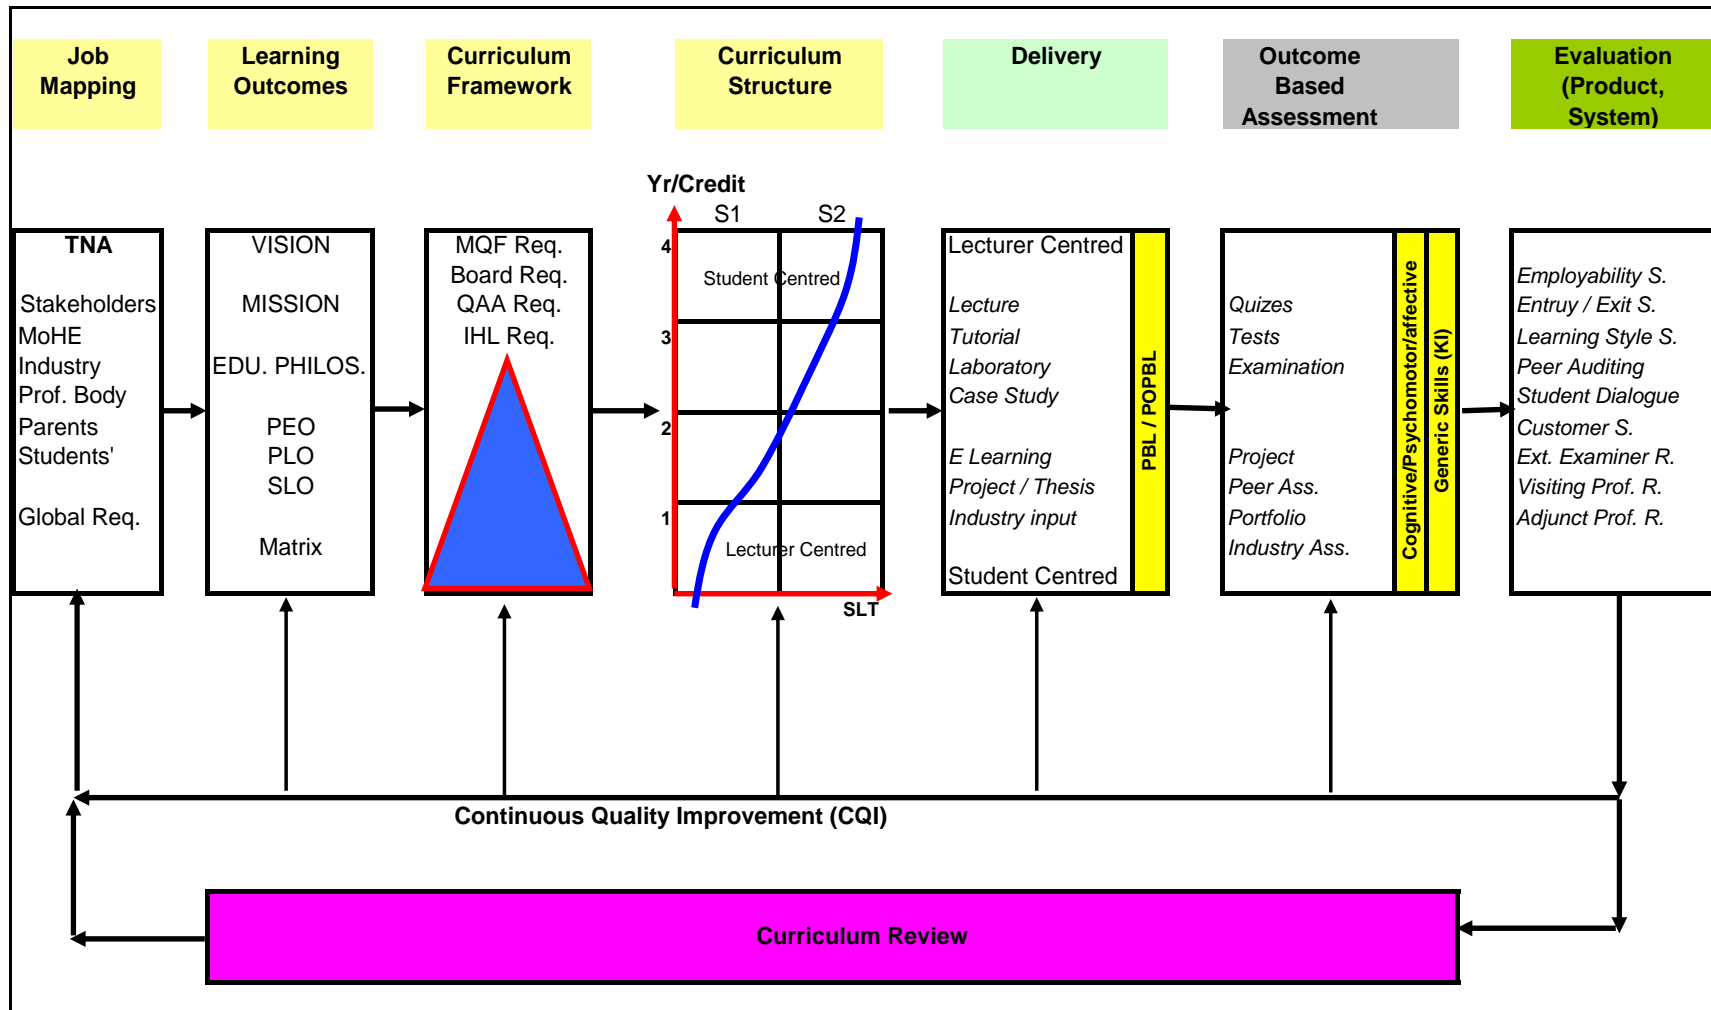 Job
Mapping
Learning
Outcomes
Curriculum
Framework
Curriculum
Structure
Delivery
Outcome
Based
Assessment
Evaluation
(Product,
System)
TNA
Stakeholders
MoHE
Industry
Prof. Body
Parents
Students'
Global Req.
VISION
MISSION
EDU. PHILOS.
PEO
PLO
SLO
Matrix
MQF Req.
Board Req.
QAA Req.
IHL Req.
Yr/Credit
S1 S2
4
Student Centred
3
2
1
Lecturer Centred
SLT
Lecturer Centred
Lecture
Tutorial
Laboratory
Case Study
E Learning
Project / Thesis
Industry input
Student Centred
PBL / POPBL
Quizes
Tests
Examination
Project
Peer Ass.
Portfolio
Industry Ass.
Cognitive/Psychomotor/affective
Generic Skills (KI)
Employability S.
Entruy / Exit S.
Learning Style S.
Peer Auditing
Student Dialogue
Customer S.
Ext. Examiner R.
Visiting Prof. R.
Adjunct Prof. R.
Continuous Quality Improvement (CQI)
Curriculum Review